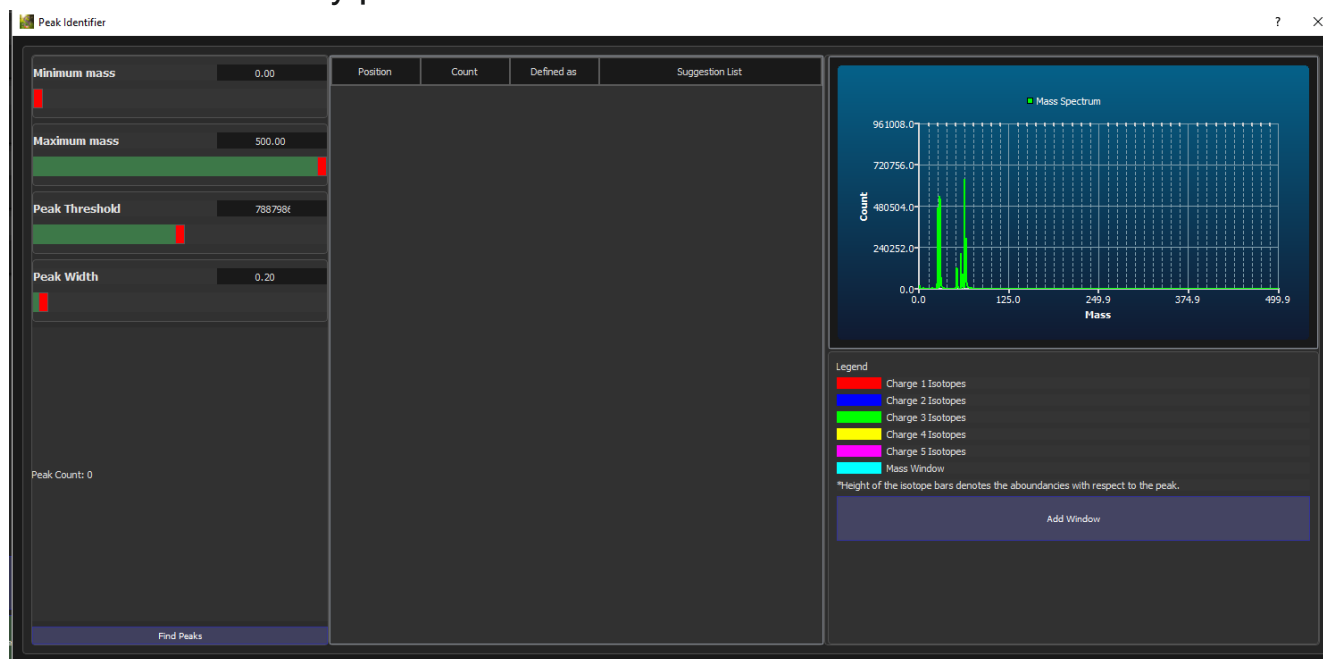 Peak Identifier
?
Minimum mass 0.00
Maximum mass 500.00
Peak Threshold 7887986
Peak Width 0.20
Peak Count: 0
Find Peaks
Position Count Defined as Suggestion List
Mass Spectrum
961008.0
720756.0
480504.0
240252.0
0.0
Count
0.0 125.0 249.9 374.9 499.9
Mass
Legend
Charge 1 Isotopes
Charge 2 Isotopes
Charge 3 Isotopes
Charge 4 Isotopes
Charge 5 Isotopes
Mass Window
*Height of the isotope bars denotes the aboundancies with respect to the peak.
Add Window